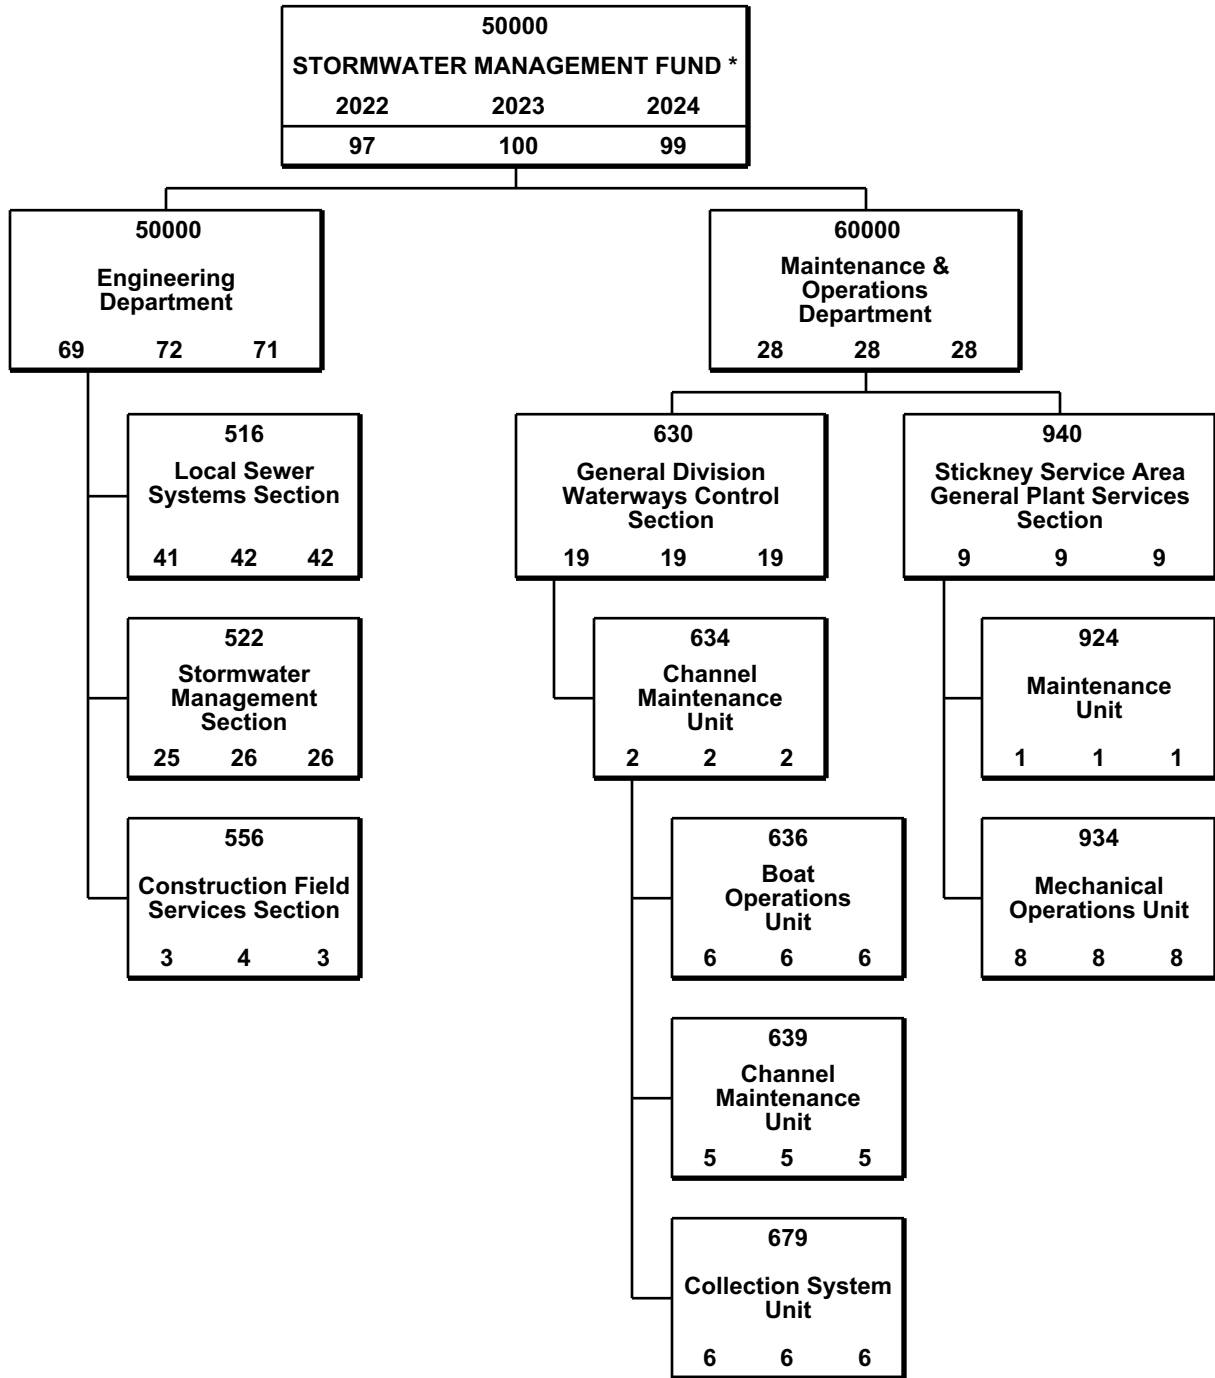 50000
STORMWATER MANAGEMENT FUND *
2022 2023 2024
97 100 99
50000
Engineering
Department
69 72 71
60000
Maintenance &
Operations
Department
28 28 28
516
Local Sewer
Systems Section
41 42 42
522
Stormwater
Management
Section
25 26 26
556
Construction Field
Services Section
3 4 3
630
General Division
Waterways Control
Section
19 19 19
634
Channel
Maintenance
Unit
2 2 2
636
Boat
Operations
Unit
6 6 6
639
Channel
Maintenance
Unit
5 5 5
679
Collection System
Unit
6 6 6
940
Stickney Service Area
General Plant Services
Section
9 9 9
924
Maintenance
Unit
1 1 1
934
Mechanical
Operations Unit
8 8 8